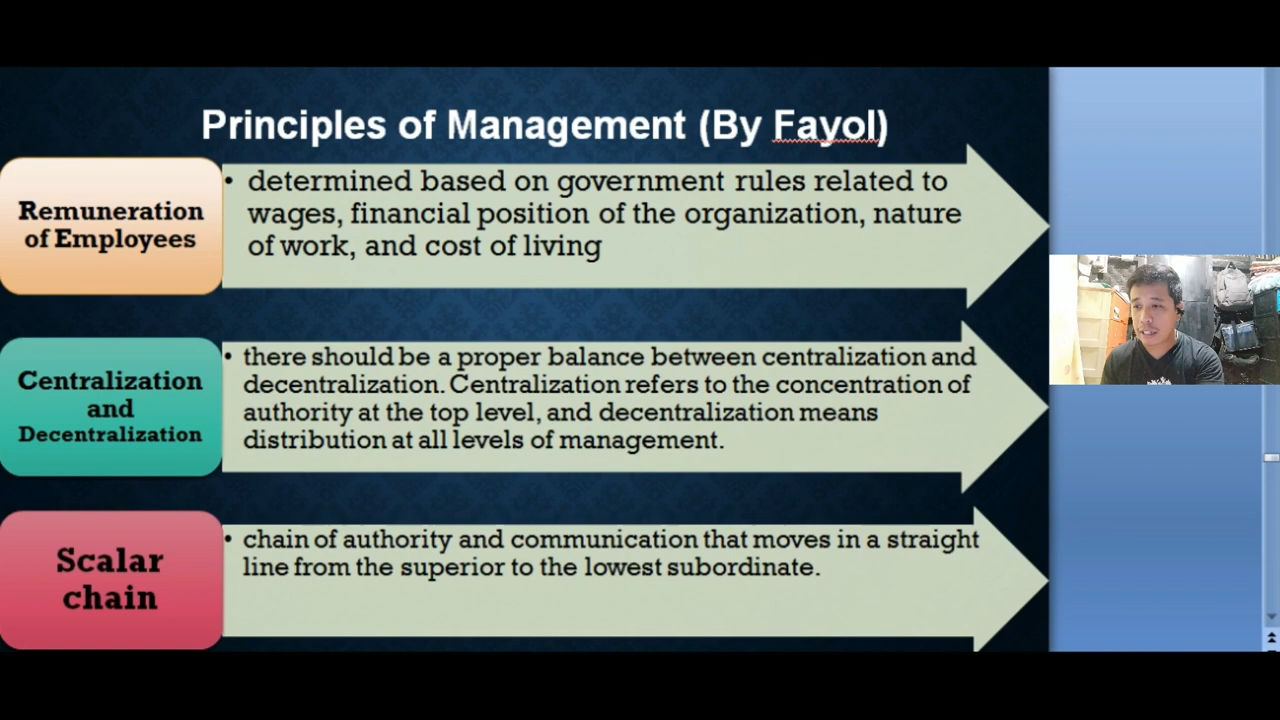 Principles of Management (By Fayol)
Remuneration
of Employees
• determined based on government rules related to
wages, financial position of the organization, nature
of work, and cost of living
Centralization
and
Decentralization
• there should be a proper balance between centralization and
decentralization. Centralization refers to the concentration of
authority at the top level, and decentralization means
distribution at all levels of management.
Scalar
chain
• chain of authority and communication that moves in a straight
line from the superior to the lowest subordinate.